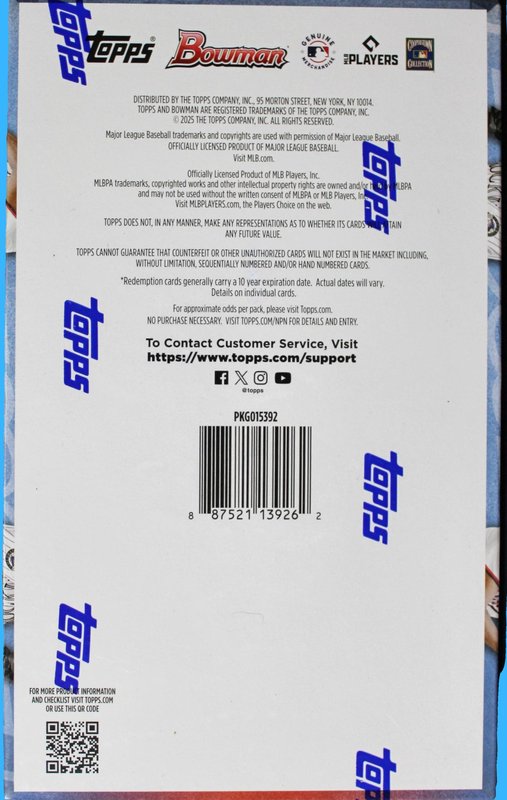 TOPPS®
Bowman
GENUINE MERCHANDISE
MLB PLAYERS
COOPERSTOWN COLLECTION
DISTRIBUTED BY THE TOPPS COMPANY, INC., 95 MORTON STREET, NEW YORK, NY 10014.
TOPPS AND BOWMAN ARE REGISTERED TRADEMARKS OF THE TOPPS COMPANY, INC.
© 2025 THE TOPPS COMPANY, INC. ALL RIGHTS RESERVED.
Major League Baseball trademarks and copyrights are used with permission of Major League Baseball.
OFFICIALLY LICENSED PRODUCT OF MAJOR LEAGUE BASEBALL.
Visit MLB.com.
Officially Licensed Product of MLB Players, Inc.
MLBPA trademarks, copyrighted works and other intellectual property rights are owned and/or MLBPA
and may not be used without the written consent of MLBPA or MLB Players,
Visit MLBPLAYERS.com, the Players Choice on the web.
TOPPS DOES NOT, IN ANY MANNER, MAKE ANY REPRESENTATIONS AS TO WHETHER ITS CARDS
ANY FUTURE VALUE.
TOPPS CANNOT GUARANTEE THAT COUNTERFEIT OR OTHER UNAUTHORIZED CARDS WILL NOT EXIST IN THE MARKET INCLUDING,
WITHOUT LIMITATION, SEQUENTIALLY NUMBERED AND/OR HAND NUMBERED CARDS.
*Redemption cards generally carry a 10 year expiration date. Actual dates will vary.
Details on individual cards.
For approximate odds per pack, please visit Topps.com.
NO PURCHASE NECESSARY. VISIT TOPPS.COM/NPN FOR DETAILS AND ENTRY.
To Contact Customer Service, Visit
https://www.topps.com/support
@topps
PKG015392
8 87521 13926 2
FOR MORE PRODUCT INFORMATION
AND CHECKLIST VISIT TOPPS.COM
OR USE THIS QR CODE
TOPPS
TOPPS
TOPPS
TOPPS
TOPPS
TOPPS